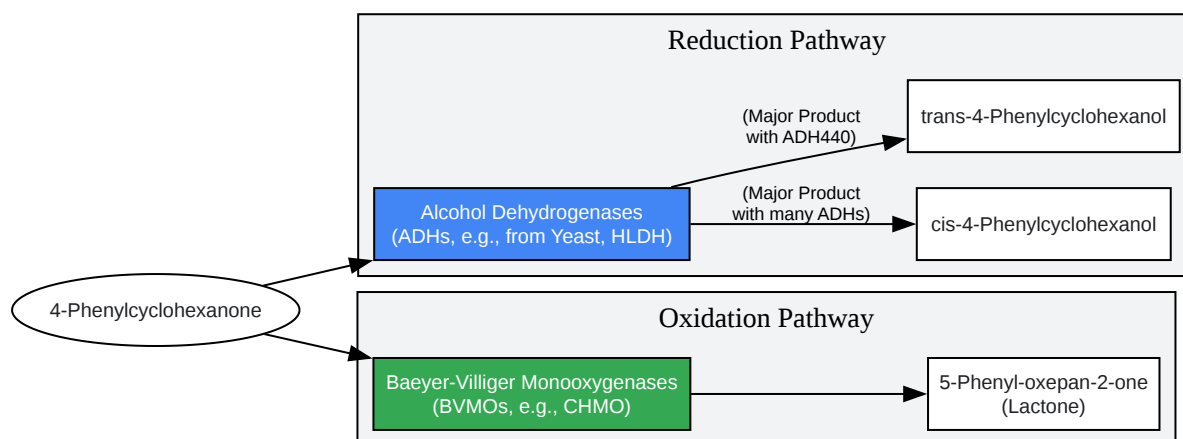 Reduction Pathway
(Major Product
with ADH440)
trans-4-Phenylcyclohexanol
Alcohol Dehydrogenases
(ADHs, e.g., from Yeast, HLDH)
(Major Product
with many ADHs)
cis-4-Phenylcyclohexanol
4-Phenylcyclohexanone
Oxidation Pathway
Baeyer-Villiger Monooxygenases
(BVMOs, e.g., CHMO)
5-Phenyl-oxepan-2-one
(Lactone)